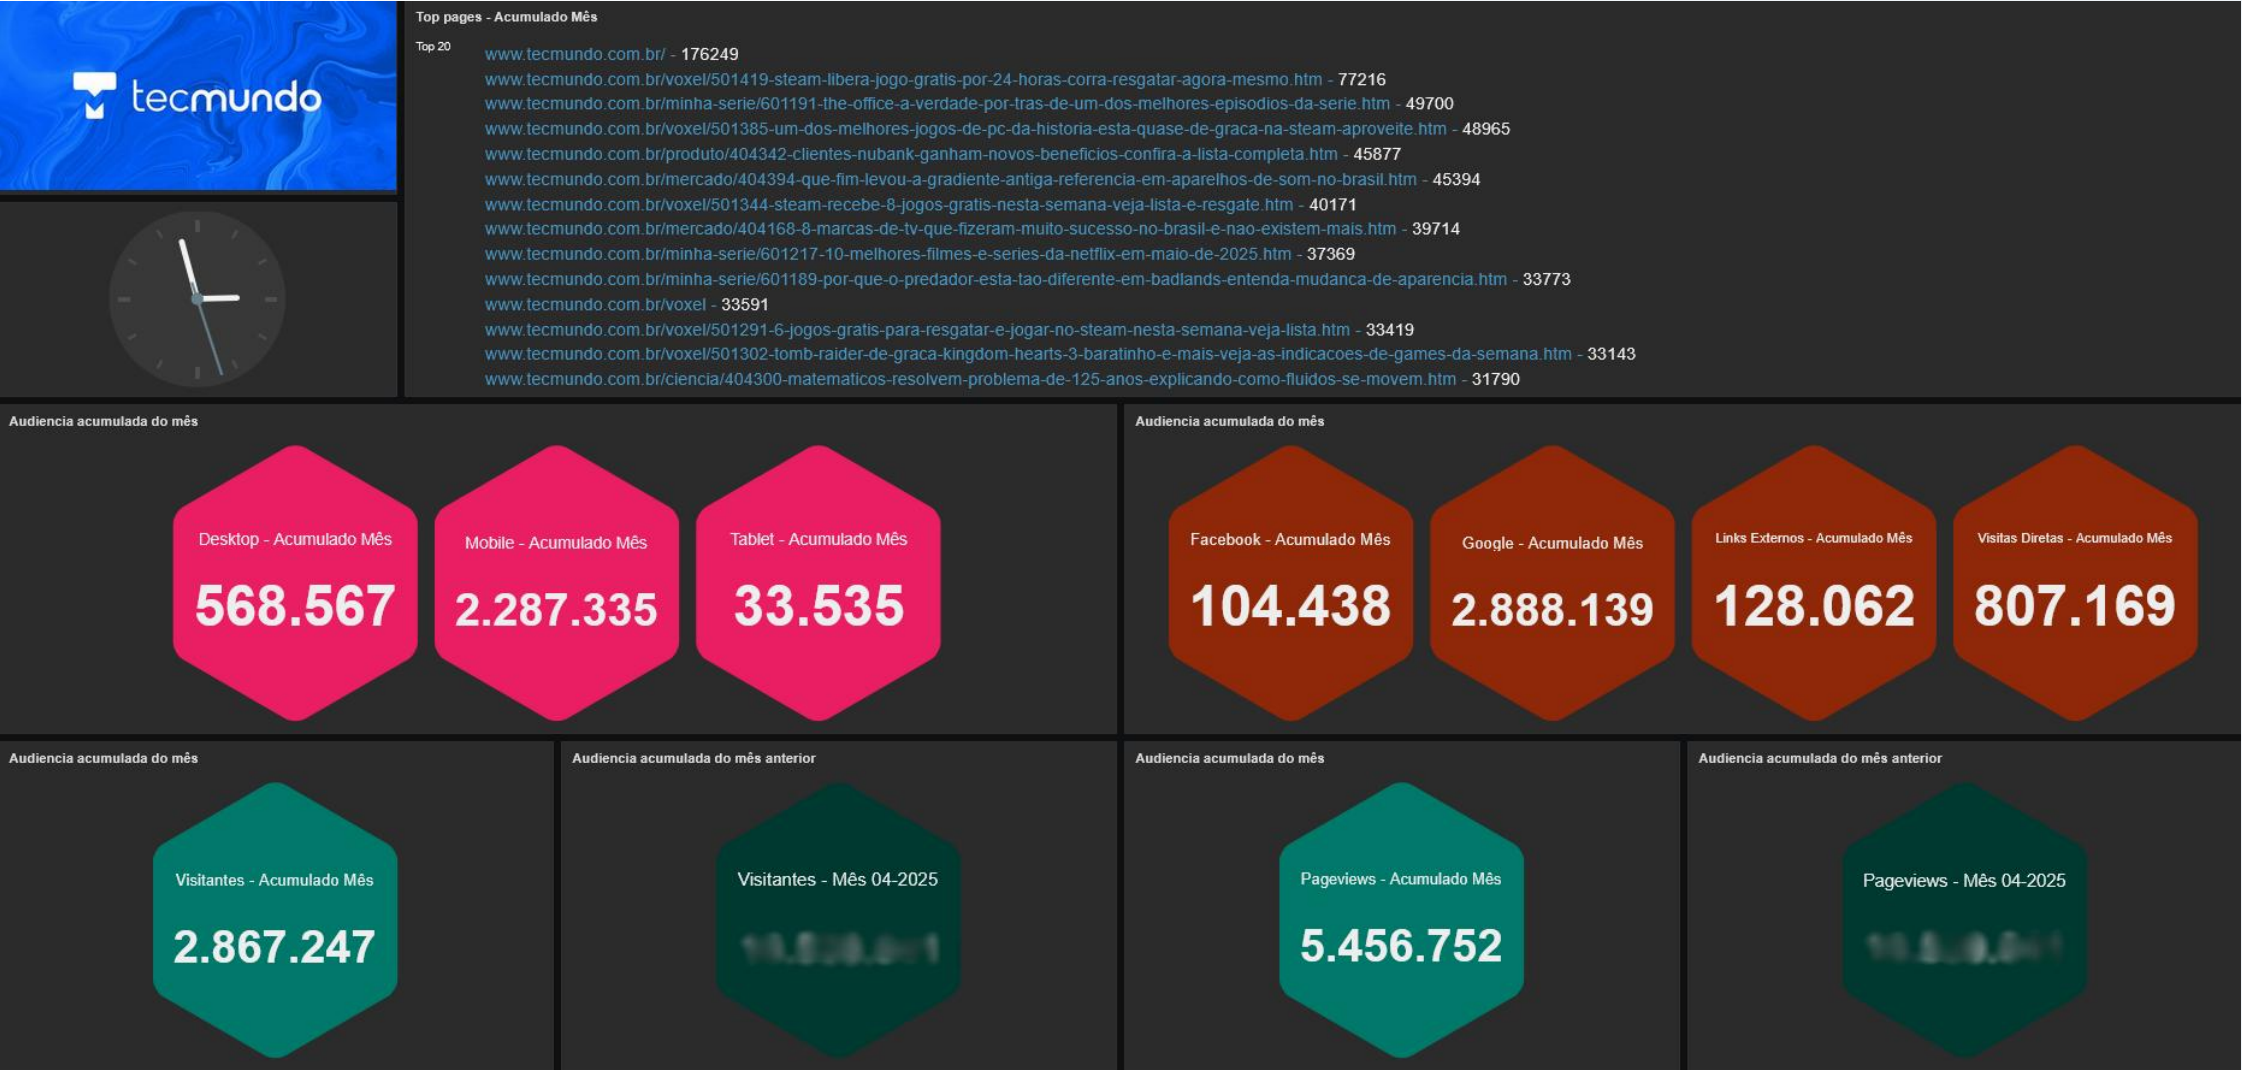 tecmundo
Top pages - Acumulado Mês
Top 20
www.tecmundo.com.br/ - 176249
www.tecmundo.com.br/voxel/501419-steam-libera-jogo-gratis-por-24-horas-corra-resgatar-agora-mesmo.htm - 77216
www.tecmundo.com.br/minha-serie/601191-the-office-a-verdade-por-tras-de-um-dos-melhores-episodios-da-serie.htm - 49700
www.tecmundo.com.br/voxel/501385-um-dos-melhores-jogos-de-pc-da-historia-esta-quase-de-graca-na-steam-aproveite.htm - 48965
www.tecmundo.com.br/produto/404342-clientes-nubank-ganham-novos-beneficios-confira-a-lista-completa.htm - 45877
www.tecmundo.com.br/mercado/404394-que-fim-levou-a-gradiente-antiga-referencia-em-aparelhos-de-som-no-brasil.htm - 45394
www.tecmundo.com.br/voxel/501344-steam-recebe-8-jogos-gratis-nesta-semana-veja-lista-e-resgate.htm - 40171
www.tecmundo.com.br/mercado/404168-8-marcas-de-tv-que-fizeram-muito-sucesso-no-brasil-e-nao-existem-mais.htm - 39714
www.tecmundo.com.br/minha-serie/601217-10-melhores-filmes-e-series-da-netflix-em-maio-de-2025.htm - 37369
www.tecmundo.com.br/minha-serie/601189-por-que-o-predador-esta-tao-diferente-em-badlands-entenda-mudanca-de-aparencia.htm - 33773
www.tecmundo.com.br/voxel - 33591
www.tecmundo.com.br/voxel/501291-6-jogos-gratis-para-resgatar-e-jogar-no-steam-nesta-semana-veja-lista.htm - 33419
www.tecmundo.com.br/voxel/501302-tomb-raider-de-graca-kingdom-hearts-3-baratinho-e-mais-veja-as-indicacoes-de-games-da-semana.htm - 33143
www.tecmundo.com.br/ciencia/404300-matematicos-resolvem-problema-de-125-anos-explicando-como-fluidos-se-movem.htm - 31790
Audiencia acumulada do mês
Desktop - Acumulado Mês
568.567
Mobile - Acumulado Mês
2.287.335
Tablet - Acumulado Mês
33.535
Audiencia acumulada do mês
Facebook - Acumulado Mês
104.438
Google - Acumulado Mês
2.888.139
Links Externos - Acumulado Mês
128.062
Visitas Diretas - Acumulado Mês
807.169
Audiencia acumulada do mês
Visitantes - Acumulado Mês
2.867.247
Audiencia acumulada do mês anterior
Visitantes - Mês 04-2025
Audiencia acumulada do mês
Pageviews - Acumulado Mês
5.456.752
Audiencia acumulada do mês anterior
Pageviews - Mês 04-2025